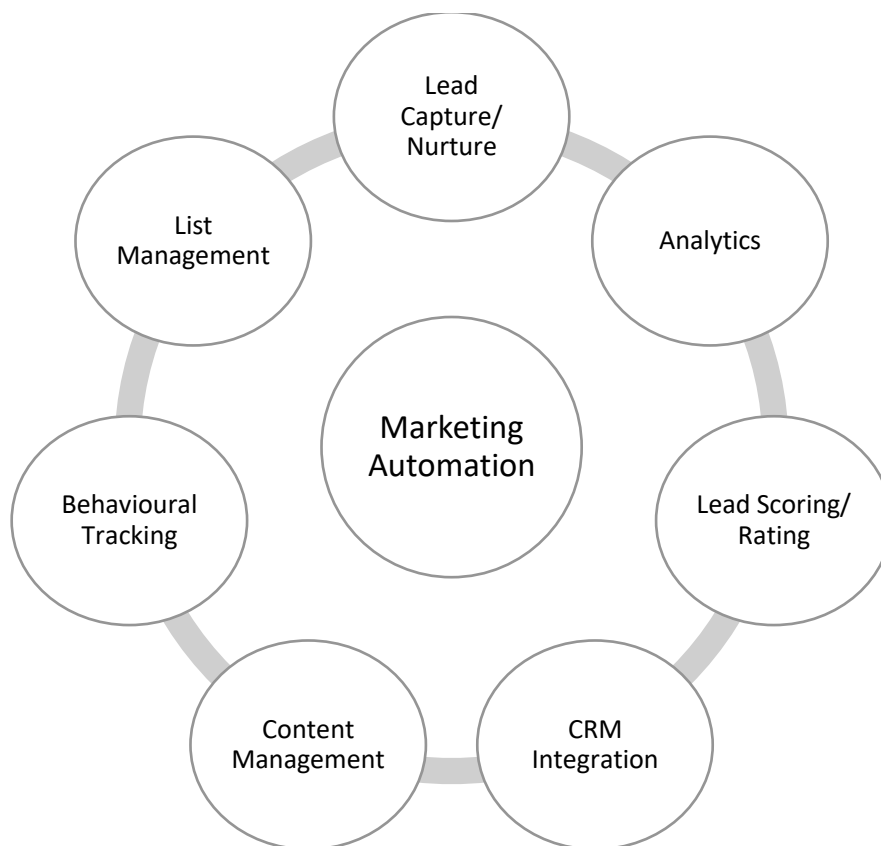 Lead
Capture/
Nurture
Analytics
Lead Scoring/
Rating
CRM
Integration
Content
Management
Behavioural
Tracking
List
Management
Marketing
Automation